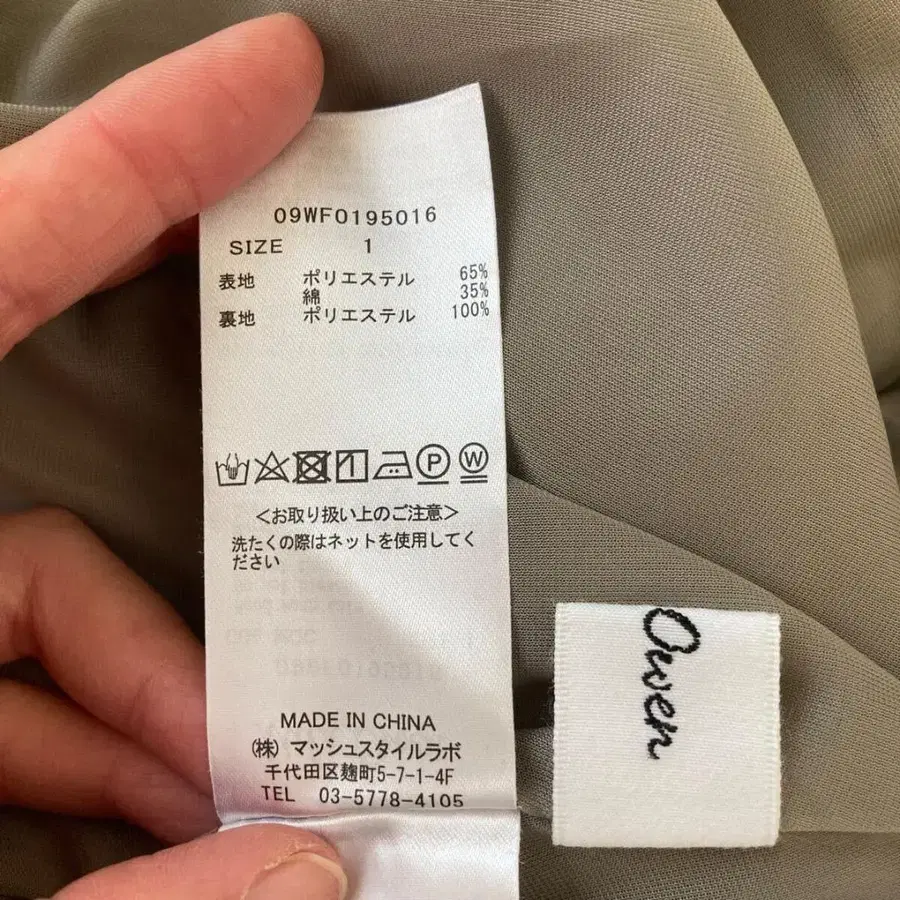 09WF0195016
SIZE 1
表地 ポリエステル 65%
綿 35%
裏地 ポリエステル 100%
P W
<お取り扱い上のご注意>
洗たくの際はネットを使用してく
ださい
MADE IN CHINA
(株) マッシュスタイルラボ
千代田区麹町5-7-1-4F
TEL 03-5778-4105
Owen